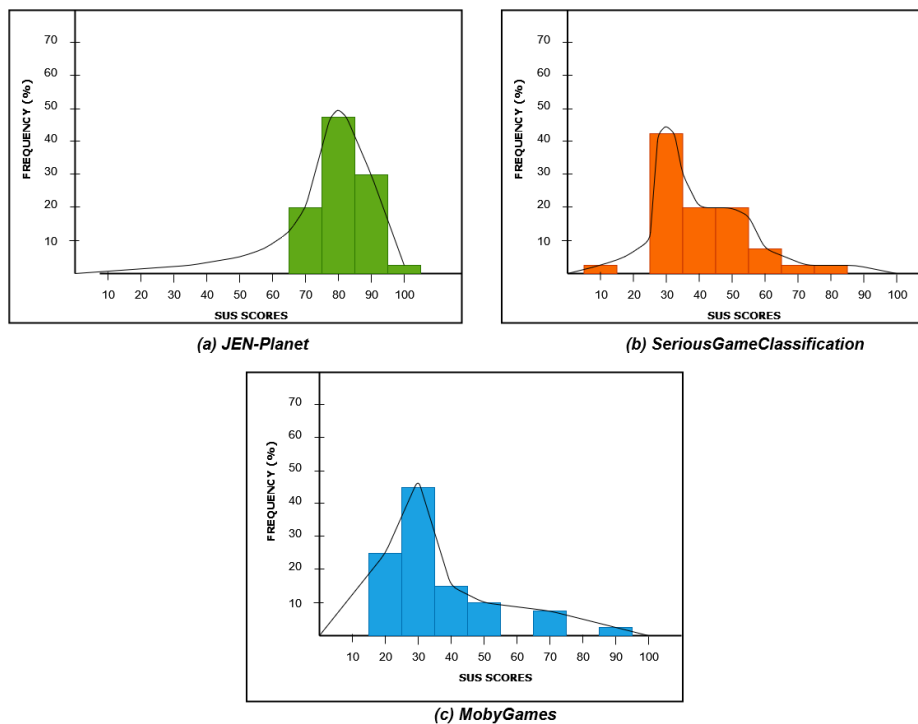 70
60
50
40
30
20
10
FREQUENCY (%)
10 20 30 40 50 60 70 80 90 100
SUS SCORES
(a) JEN-Planet
70
60
50
40
30
20
10
FREQUENCY (%)
10 20 30 40 50 60 70 80 90 100
SUS SCORES
(b) SeriousGameClassification
70
60
50
40
30
20
10
FREQUENCY (%)
10 20 30 40 50 60 70 80 90 100
SUS SCORES
(c) MobyGames